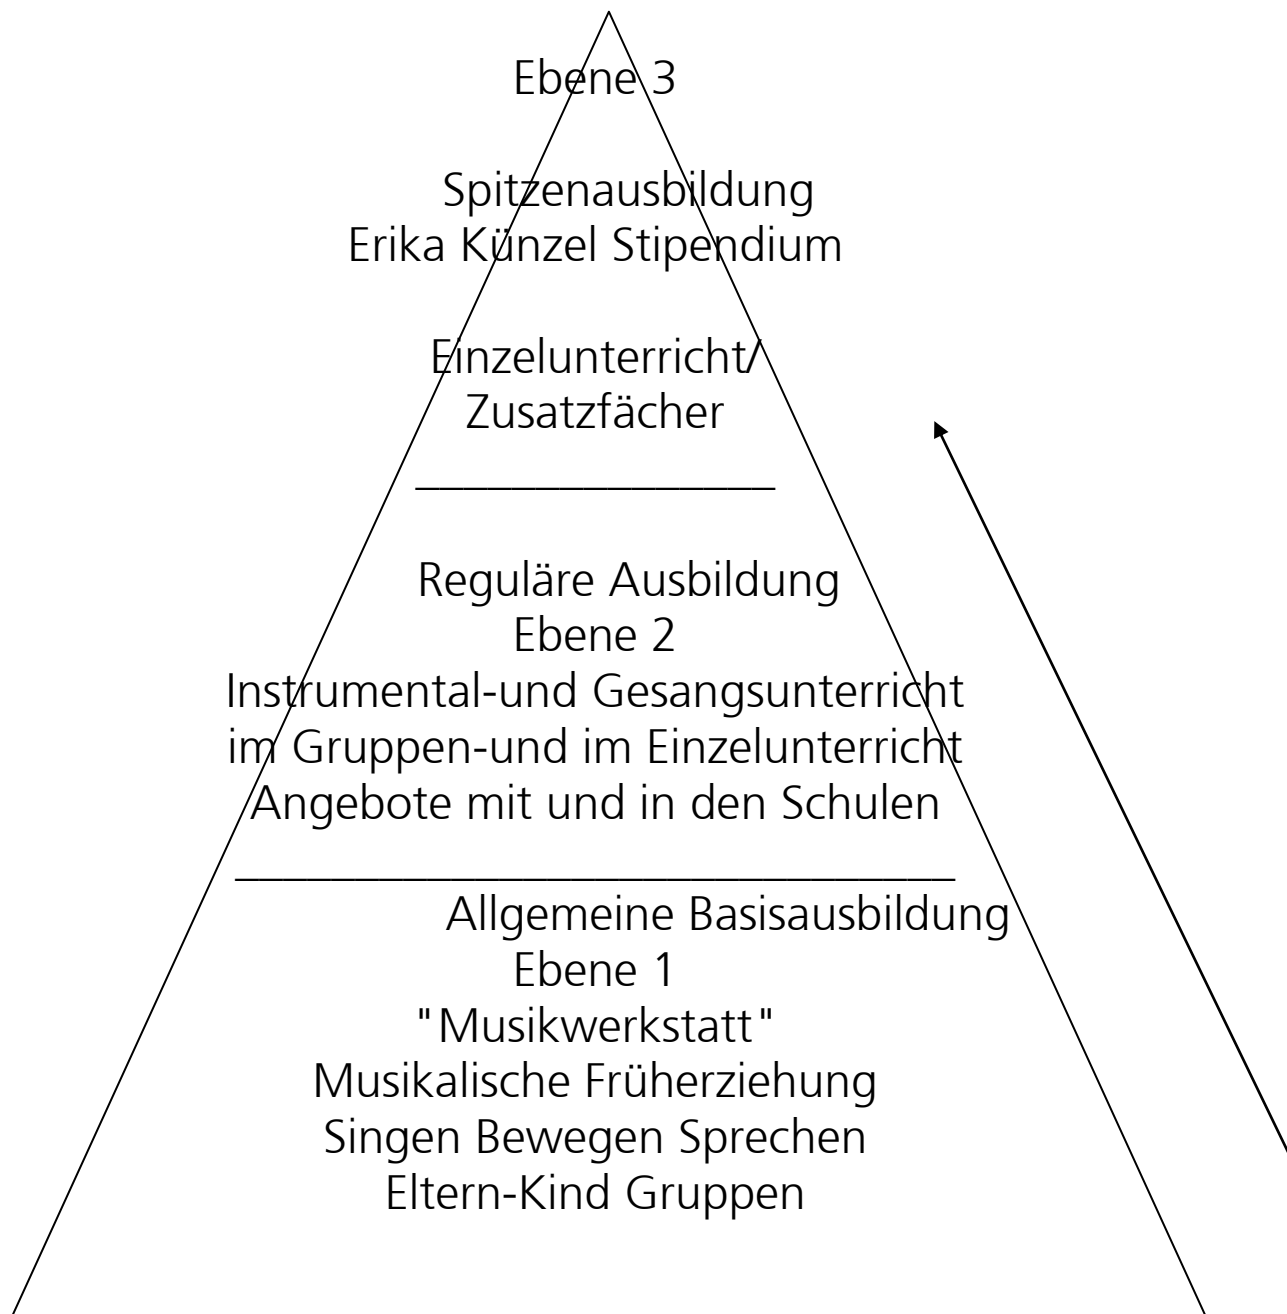 Ebene 3
Spitzenausbildung
Erika Künzel Stipendium
Einzelunterricht/
Zusatzfächer
_______________
Reguläre Ausbildung
Ebene 2
Instrumental-und Gesangsunterricht
im Gruppen-und im Einzelunterricht
Angebote mit und in den Schulen
______________________________
Allgemeine Basisausbildung
Ebene 1
"Musikwerkstatt"
Musikalische Früherziehung
Singen Bewegen Sprechen
Eltern-Kind Gruppen